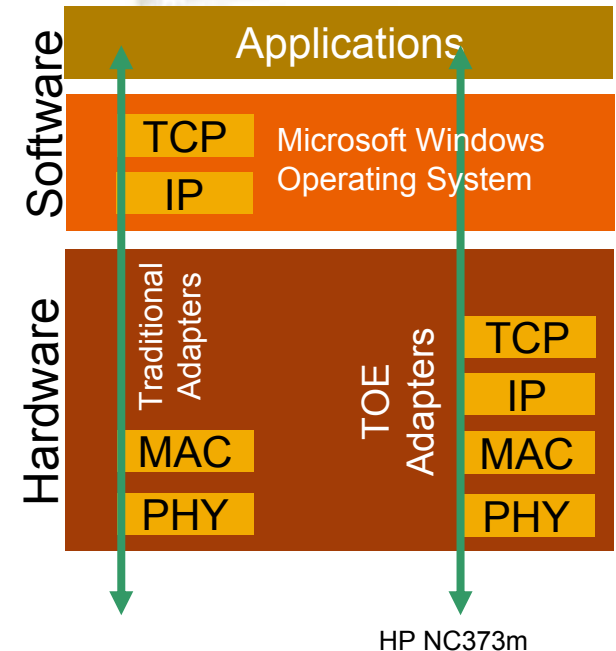 Software
Applications
TCP
IP
Microsoft Windows
Operating System
Hardware
Traditional
Adapters
MAC
PHY
TOE
Adapters
TCP
IP
MAC
PHY
HP NC373m